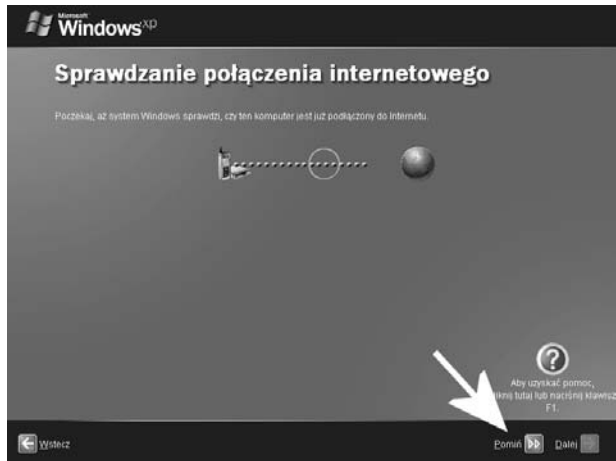 Microsoft
Windows xp
Sprawdzanie połączenia internetowego
Poczekaj, aż system Windows sprawdzi, czy ten komputer jest już podłączony do Internetu.
?
Aby uzyskać pomoc,
tutaj lub naciśnij klawisz
F1.
Wstecz
Pomiń Dalej